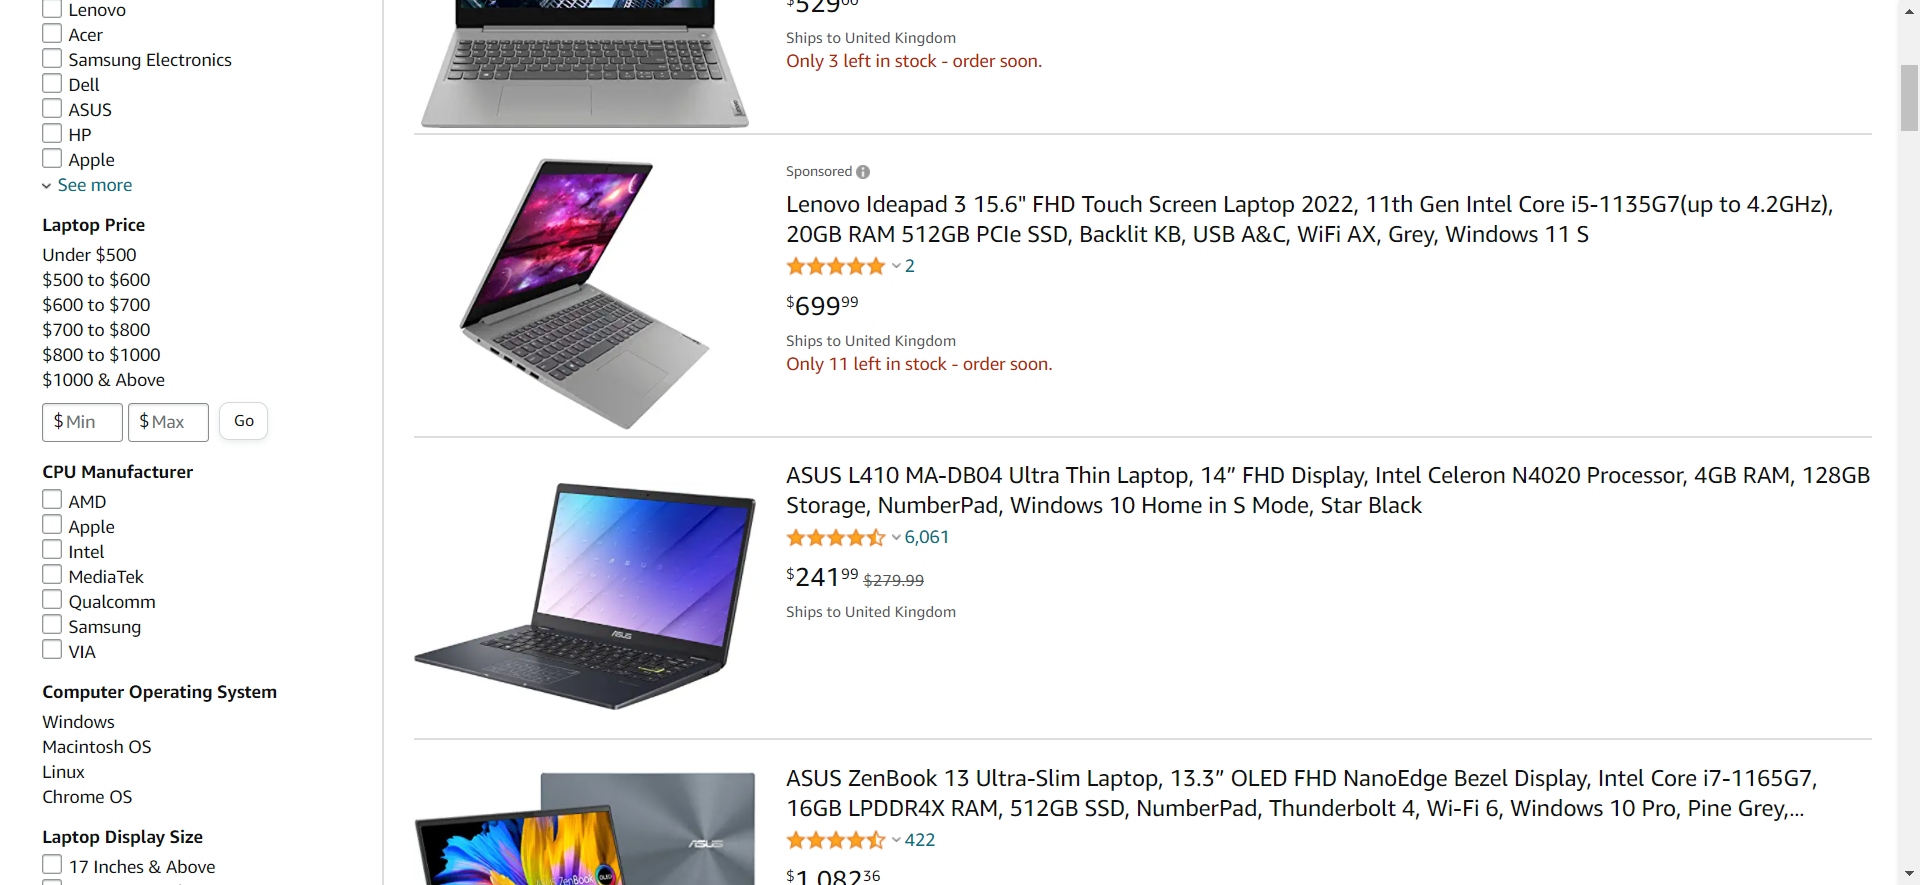 Lenovo
Acer
Samsung Electronics
Dell
ASUS
HP
Apple
See more
Laptop Price
Under $500
$500 to $600
$600 to $700
$700 to $800
$800 to $1000
$1000 & Above
$ Min $ Max Go
CPU Manufacturer
AMD
Apple
Intel
MediaTek
Qualcomm
Samsung
VIA
Computer Operating System
Windows
Macintosh OS
Linux
Chrome OS
Laptop Display Size
17 Inches & Above
Lenovo
Ships to United Kingdom
Only 3 left in stock - order soon.
Sponsored
Lenovo Ideapad 3 15.6" FHD Touch Screen Laptop 2022, 11th Gen Intel Core i5-1135G7(up to 4.2GHz),
20GB RAM 512GB PCIe SSD, Backlit KB, USB A&C, WiFi AX, Grey, Windows 11 S
2
$699.99
Ships to United Kingdom
Only 11 left in stock - order soon.
ASUS
ASUS L410 MA-DB04 Ultra Thin Laptop, 14” FHD Display, Intel Celeron N4020 Processor, 4GB RAM, 128GB
Storage, NumberPad, Windows 10 Home in S Mode, Star Black
6,061
$241.99 $279.99
Ships to United Kingdom
ASUS
ASUS ZenBook
OLED
ASUS ZenBook 13 Ultra-Slim Laptop, 13.3” OLED FHD NanoEdge Bezel Display, Intel Core i7-1165G7,
16GB LPDDR4X RAM, 512GB SSD, NumberPad, Thunderbolt 4, Wi-Fi 6, Windows 10 Pro, Pine Grey,...
422
$1,082.36